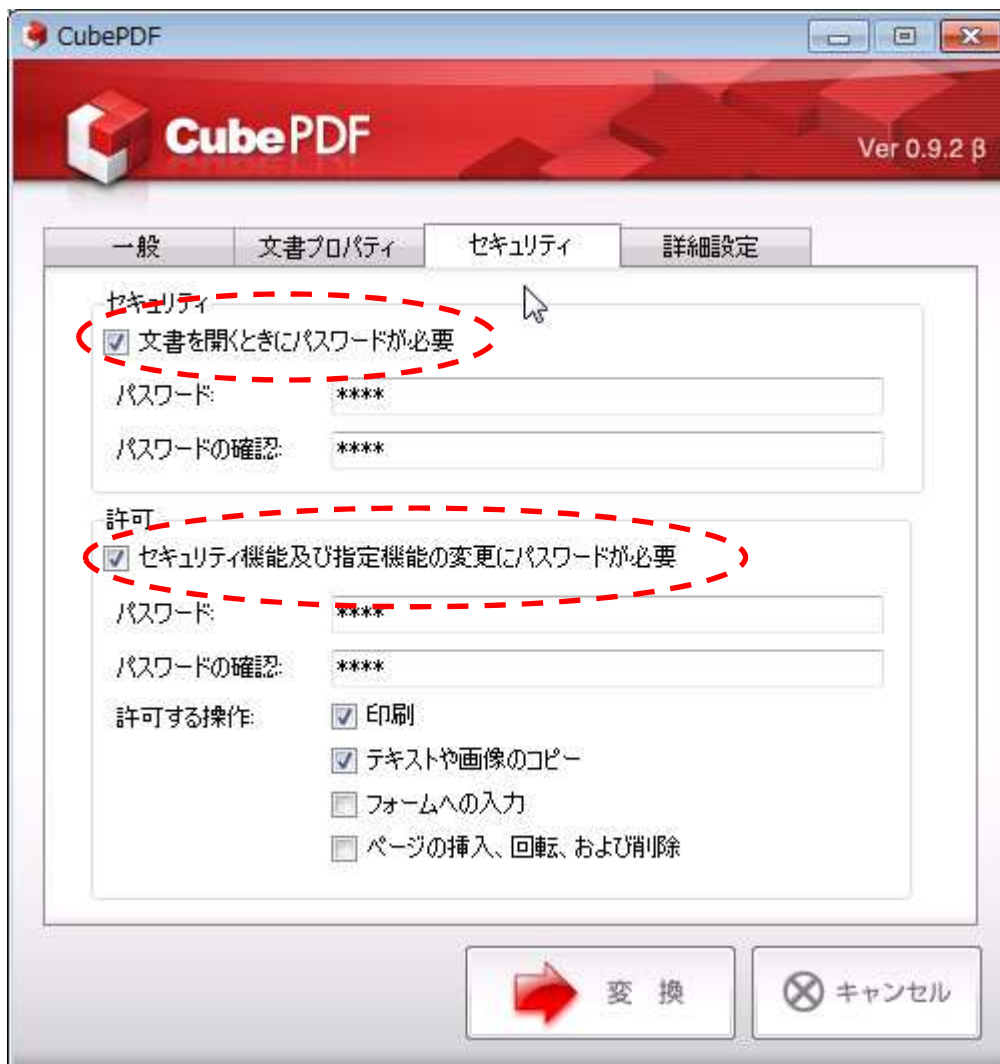 CubePDF
CubePDF
Ver 0.9.2 β
一般 文書プロパティ セキュリティ 詳細設定
セキュリティ
文書を開くときにパスワードが必要
パスワード: ****
パスワードの確認: ****
許可
セキュリティ機能及び指定機能の変更にパスワードが必要
パスワード: ****
パスワードの確認: ****
許可する操作: 印刷
テキストや画像のコピー
フォームへの入力
ページの挿入、回転、および削除
変 換 キャンセル